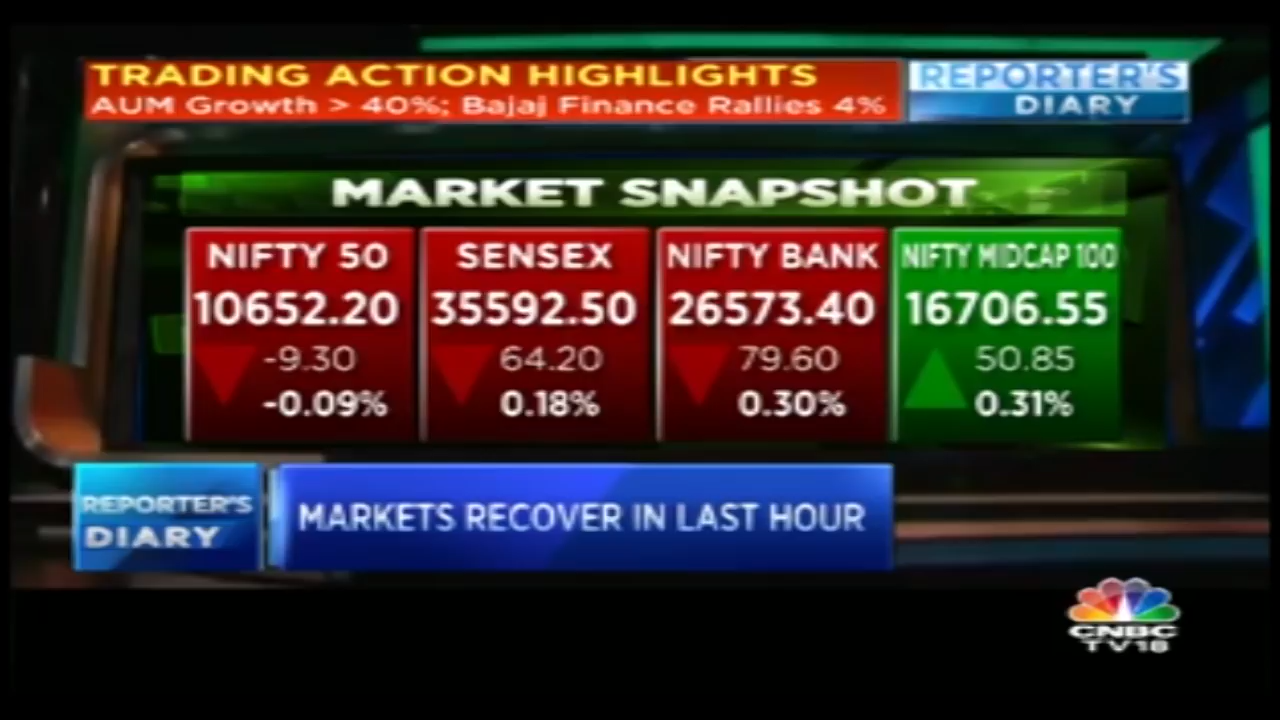 TRADING ACTION HIGHLIGHTS
AUM Growth > 40%; Bajaj Finance Rallies 4%
REPORTER'S
DIARY
MARKET SNAPSHOT
NIFTY 50
10652.20
-9.30
-0.09%
SENSEX
35592.50
64.20
0.18%
NIFTY BANK
26573.40
79.60
0.30%
NIFTY MIDCAP 100
16706.55
50.85
0.31%
REPORTER'S
DIARY
MARKETS RECOVER IN LAST HOUR
CNBC
TV18